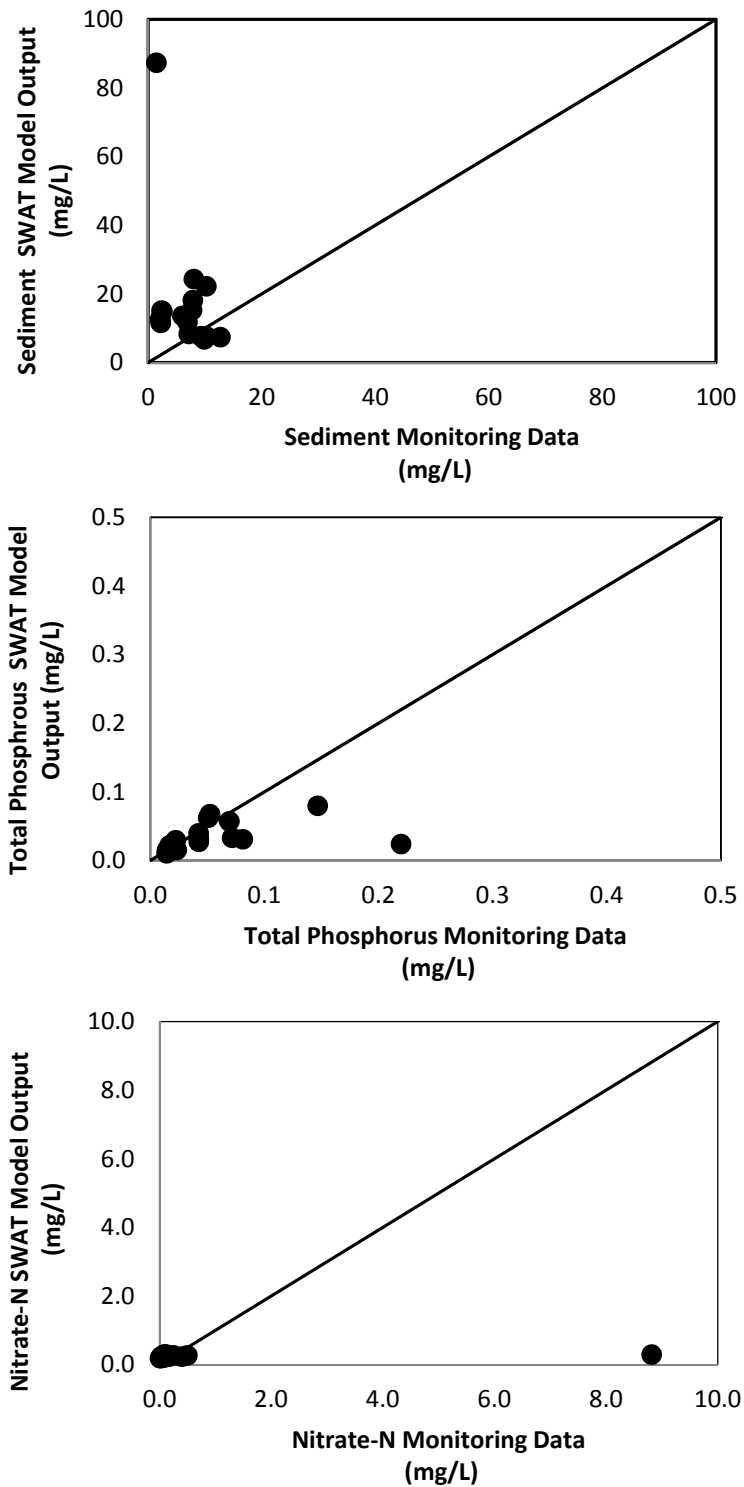 Sediment SWAT Model Output
(mg/L)
100
80
60
40
20
0
0 20 40 60 80 100
Sediment Monitoring Data
(mg/L)
Total Phosphrous SWAT Model
Output (mg/L)
0.5
0.4
0.3
0.2
0.1
0.0
0.0 0.1 0.2 0.3 0.4 0.5
Total Phosphorus Monitoring Data
(mg/L)
Nitrate-N SWAT Model Output
(mg/L)
10.0
8.0
6.0
4.0
2.0
0.0
0.0 2.0 4.0 6.0 8.0 10.0
Nitrate-N Monitoring Data
(mg/L)